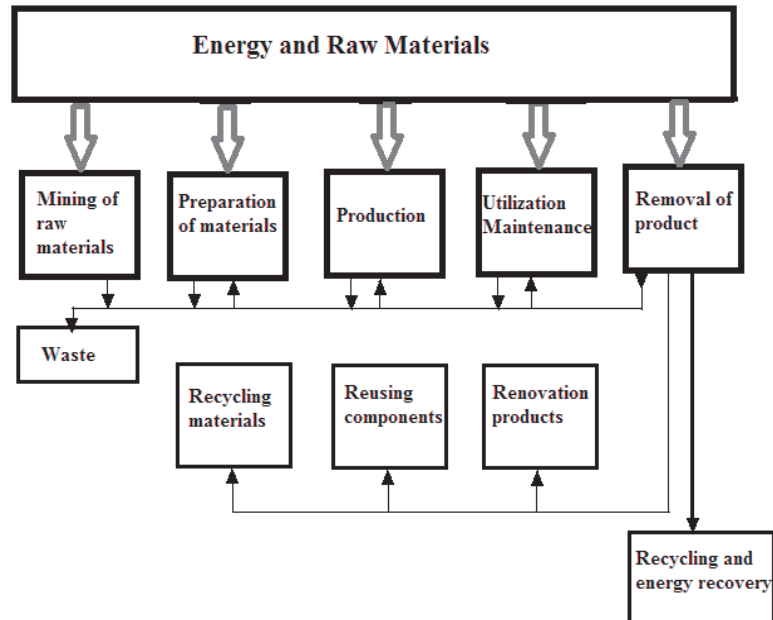 Energy and Raw Materials
Mining of
raw
materials
Preparation
of materials
Production
Utilization
Maintenance
Removal of
product
Waste
Recycling
materials
Reusing
components
Renovation
products
Recycling and
energy recovery